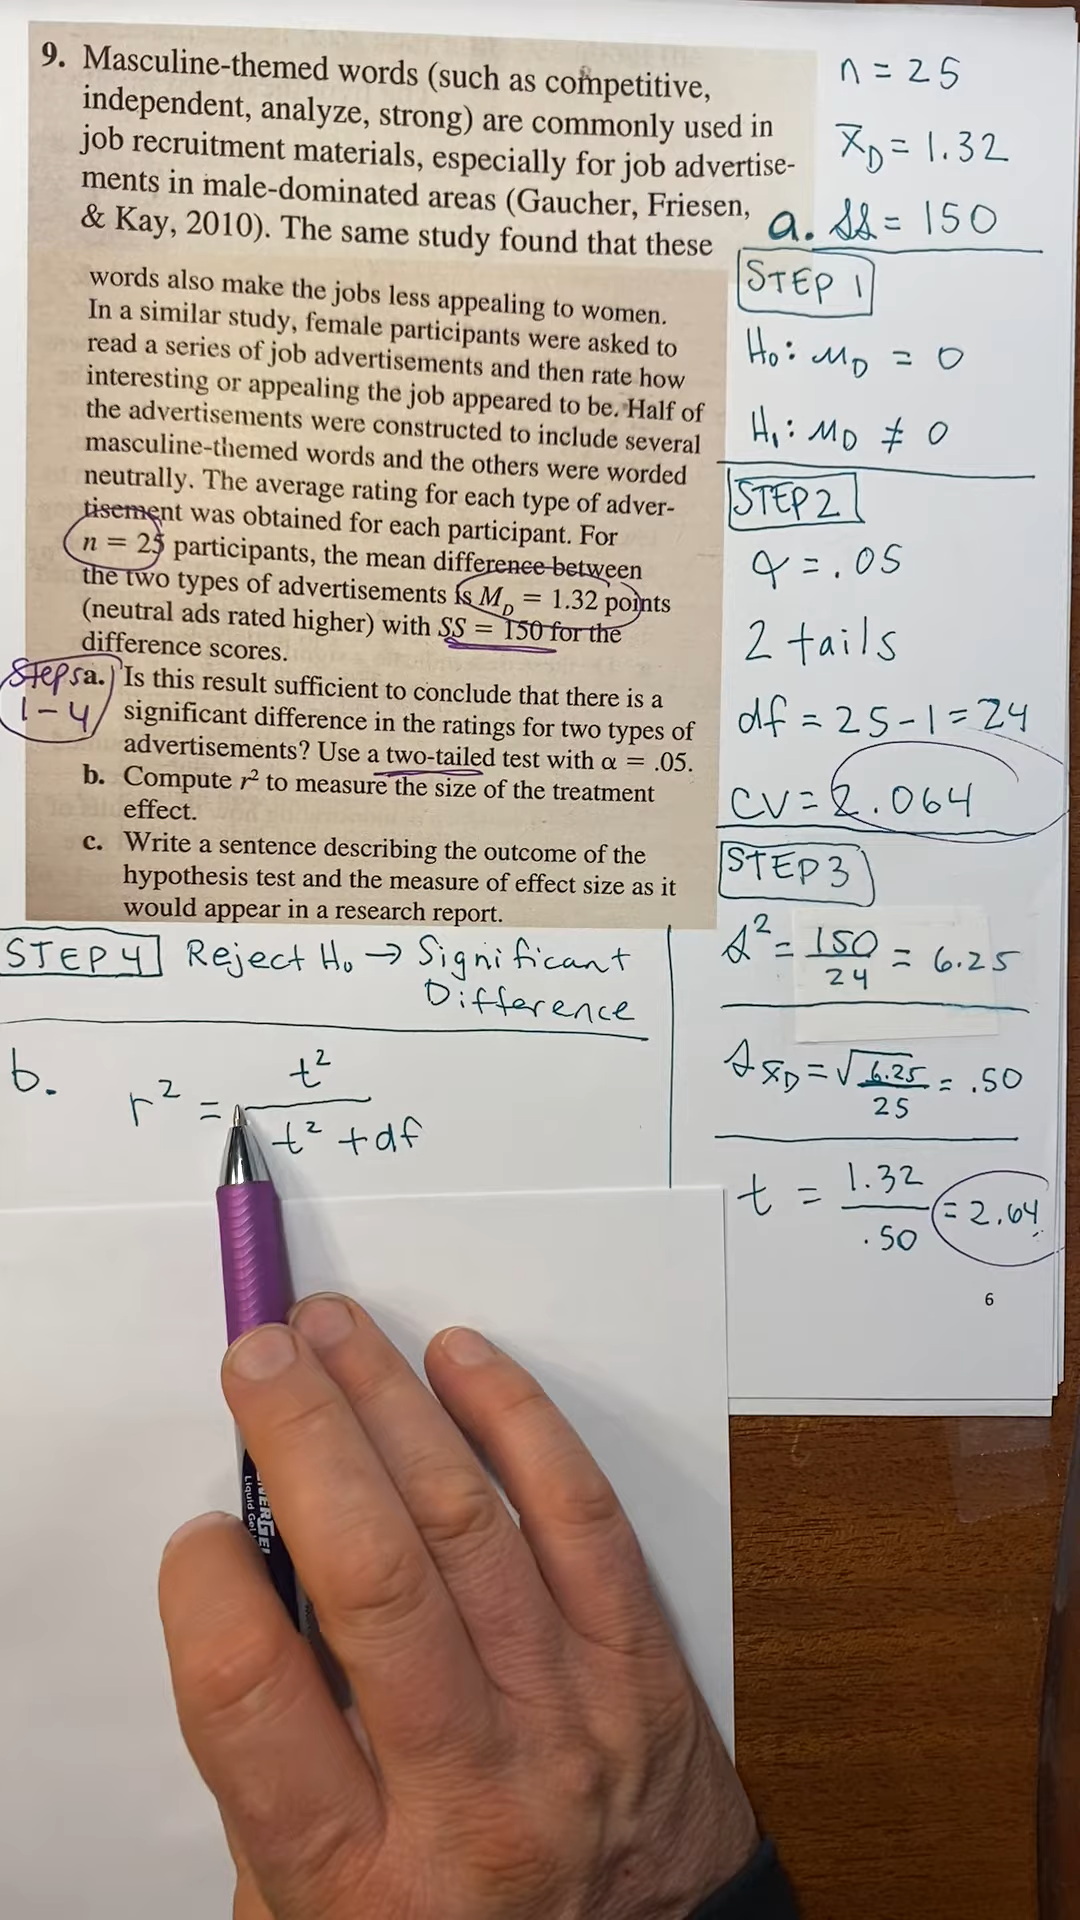 9. Masculine-themed words (such as competitive,
independent, analyze, strong) are commonly used in
job recruitment materials, especially for job advertise-
ments in male-dominated areas (Gaucher, Friesen,
& Kay, 2010). The same study found that these
words also make the jobs less appealing to women.
In a similar study, female participants were asked to
read a series of job advertisements and then rate how
interesting or appealing the job appeared to be. Half of
the advertisements were constructed to include several
masculine-themed words and the others were worded
neutrally. The average rating for each type of adver-
tisement was obtained for each participant. For
n = 25 participants, the mean difference between
the two types of advertisements is M_D = 1.32 points
(neutral ads rated higher) with SS = 150 for the
difference scores.
Steps
1-4
a. Is this result sufficient to conclude that there is a
significant difference in the ratings for two types of
advertisements? Use a two-tailed test with α = .05.
b. Compute r² to measure the size of the treatment
effect.
c. Write a sentence describing the outcome of the
hypothesis test and the measure of effect size as it
would appear in a research report.
n = 25
x̄_D = 1.32
a. SS = 150
STEP 1
H₀: μ_D = 0
H₁: μ_D ≠ 0
STEP 2
α = .05
2 tails
df = 25-1 = 24
CV = 2.064
STEP 3
s² = 150/24 = 6.25
s_x̄_D = √6.25/25 = .50
t = 1.32/.50 = 2.64
6
STEP 4 Reject H₀ → Significant
Difference
b. r² = t²/t² + df
ENERGEL
Liquid Gel